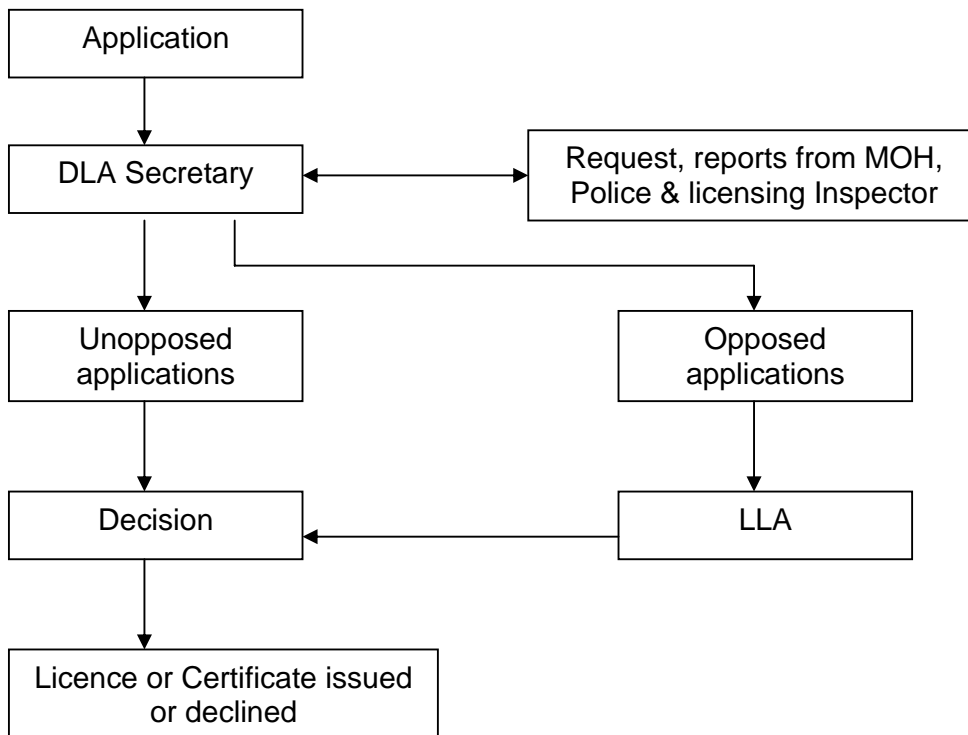 Application
DLA Secretary
Request, reports from MOH,
Police & licensing Inspector
Unopposed
applications
Opposed
applications
Decision
LLA
Licence or Certificate issued
or declined